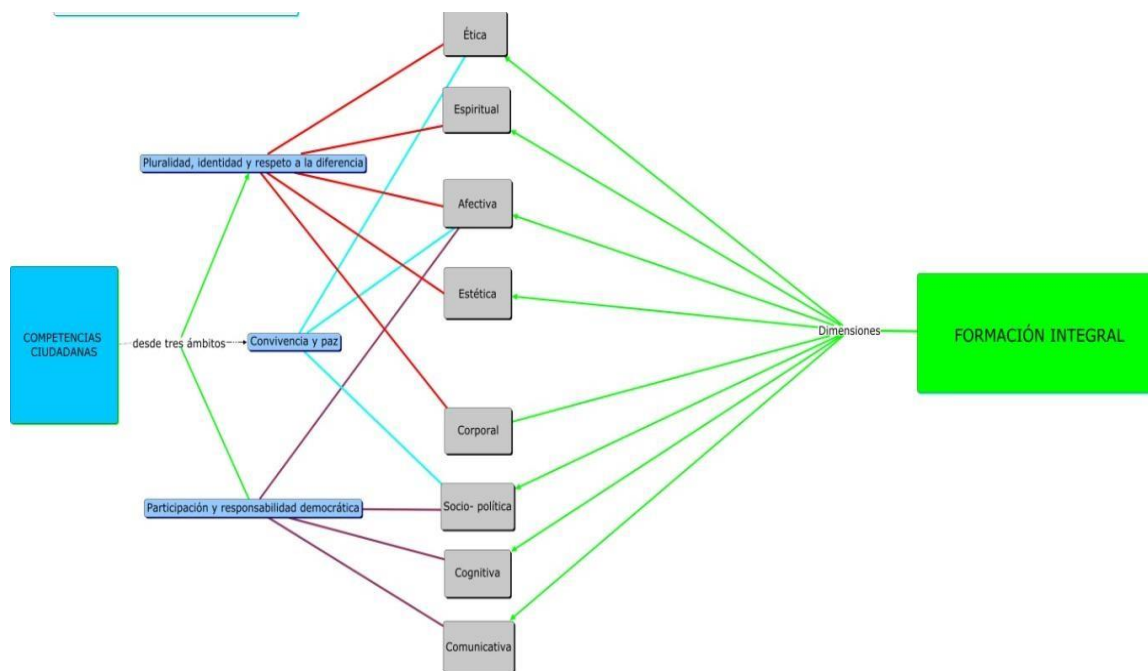 Ética
Espiritual
Pluralidad, identidad y respeto a la diferencia
Afectiva
Estética
COMPETENCIAS
CIUDADANAS
desde tres ámbitos
Convivencia y paz
Dimensiones
FORMACIÓN INTEGRAL
Corporal
Participación y responsabilidad democrática
Socio- política
Cognitiva
Comunicativa